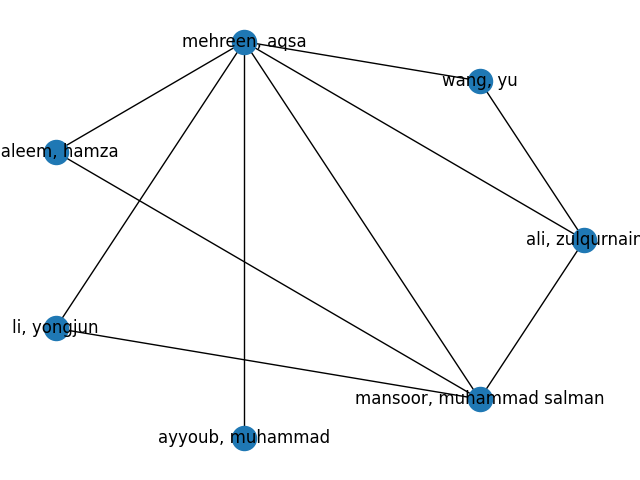 mehreen, aqsa
wang, yu
aleem, hamza
ali, zulqurnain
li, yongjun
mansoor, muhammad salman
ayyoub, muhammad